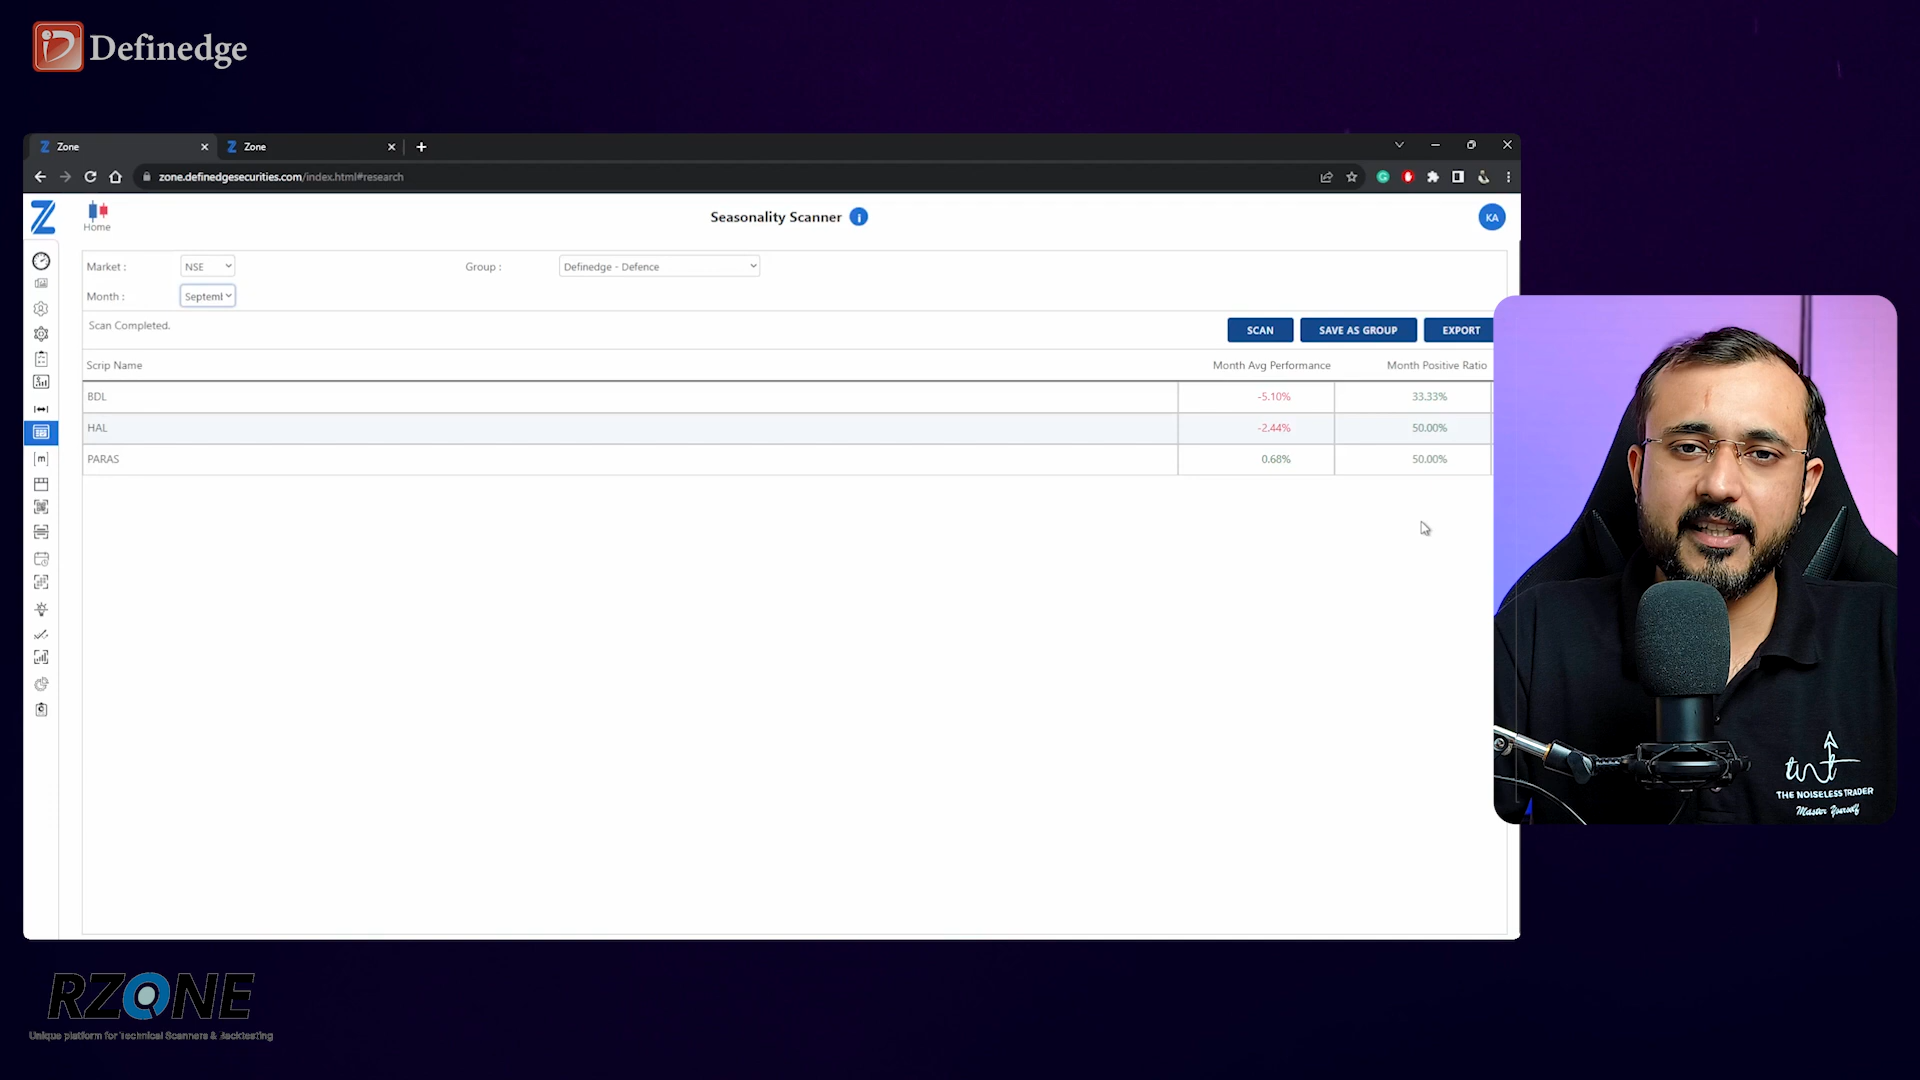 Definedge
Zone
Zone
zone.definedgesecurities.com/index.html#research
Home
Seasonality Scanner
KA
Market :
NSE
Group :
Definedge - Defence
Month :
Septeml
Scan Completed.
SCAN
SAVE AS GROUP
EXPORT
Scrip Name
Month Avg Performance
Month Positive Ratio
BDL
-5.10%
33.33%
HAL
-2.44%
50.00%
PARAS
0.68%
50.00%
tnt
THE NOISELESS TRADER
Master Yourself
RZONE
Unique platform for Technical Scanners & Backtesting